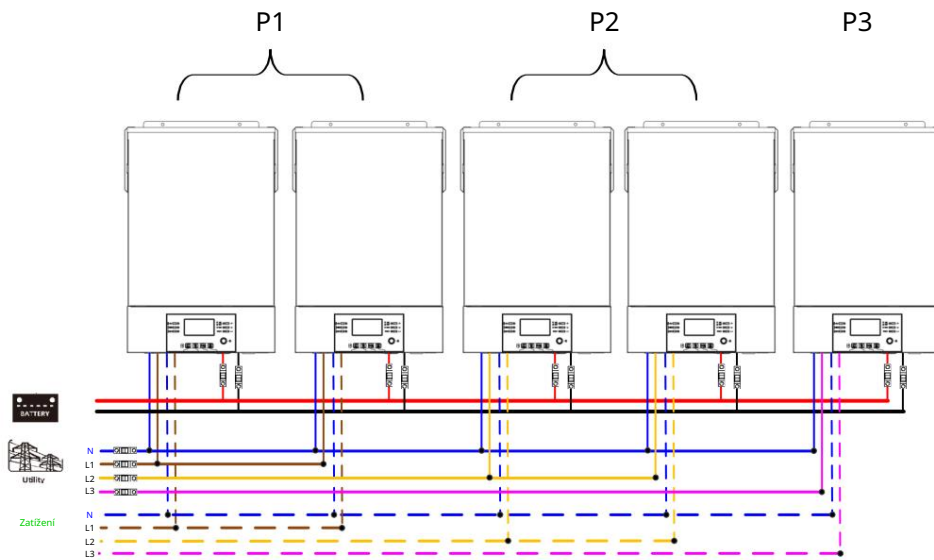 P1 P2 P3
BATTERY
Utility
N
L1
L2
L3
Zatížení
N
L1
L2
L3